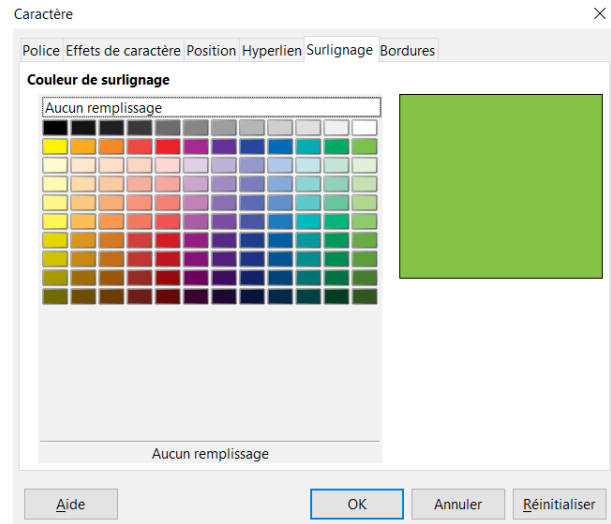 Caractère
Police Effets de caractère Position Hyperlien Surlignage Bordures
Couleur de surlignage
Aucun remplissage
Aucun remplissage
Aide OK Annuler Réinitialiser